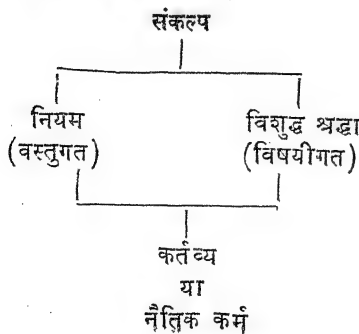 संकल्प
नियम विशुद्ध श्रद्धा
(वस्तुगत) (विषयीगत)
कर्तव्य
या
नैतिक कर्म